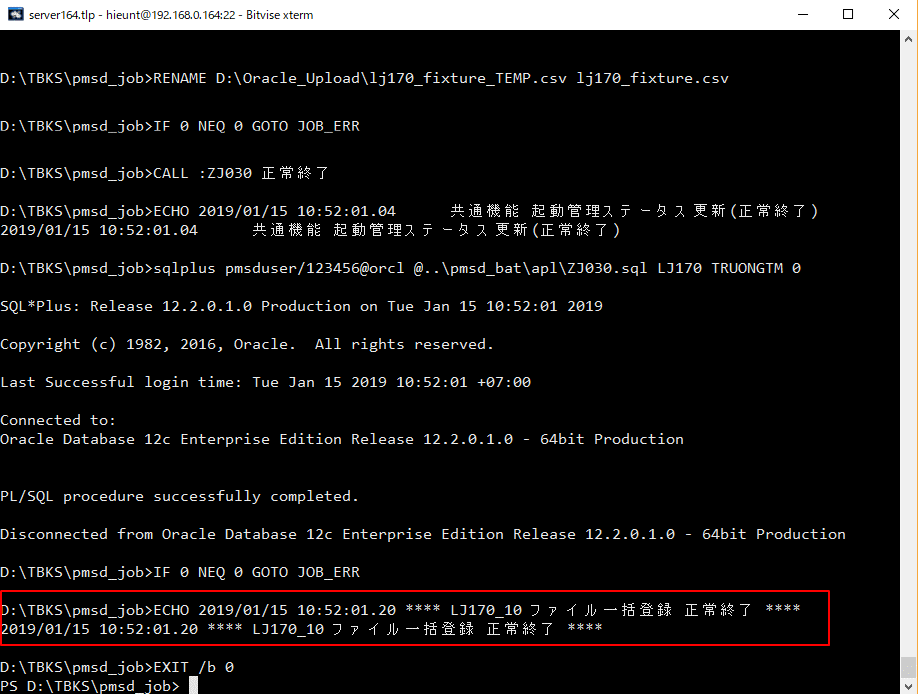 server164.tlp - hieunt@192.168.0.164:22 - Bitvise xterm
D:\TBKS\pmsd_job>RENAME D:\Oracle_Upload\lj170_fixture_TEMP.csv lj170_fixture.csv
D:\TBKS\pmsd_job>IF 0 NEQ 0 GOTO JOB_ERR
D:\TBKS\pmsd_job>CALL :ZJ030 正常終了
D:\TBKS\pmsd_job>ECHO 2019/01/15 10:52:01.04      共通機能 起動管理ステータス更新(正常終了)
2019/01/15 10:52:01.04      共通機能 起動管理ステータス更新(正常終了)
D:\TBKS\pmsd_job>sqlplus pmsduser/123456@orcl @..\pmsd_bat\apl\ZJ030.sql LJ170 TRUONGTM 0
SQL*Plus: Release 12.2.0.1.0 Production on Tue Jan 15 10:52:01 2019
Copyright (c) 1982, 2016, Oracle.  All rights reserved.
Last Successful login time: Tue Jan 15 2019 10:52:01 +07:00
Connected to:
Oracle Database 12c Enterprise Edition Release 12.2.0.1.0 - 64bit Production
PL/SQL procedure successfully completed.
Disconnected from Oracle Database 12c Enterprise Edition Release 12.2.0.1.0 - 64bit Production
D:\TBKS\pmsd_job>IF 0 NEQ 0 GOTO JOB_ERR
D:\TBKS\pmsd_job>ECHO 2019/01/15 10:52:01.20 **** LJ170_10 ファイル一括登録 正常終了 ****
2019/01/15 10:52:01.20 **** LJ170_10 ファイル一括登録 正常終了 ****
D:\TBKS\pmsd_job>EXIT /b 0
PS D:\TBKS\pmsd_job>